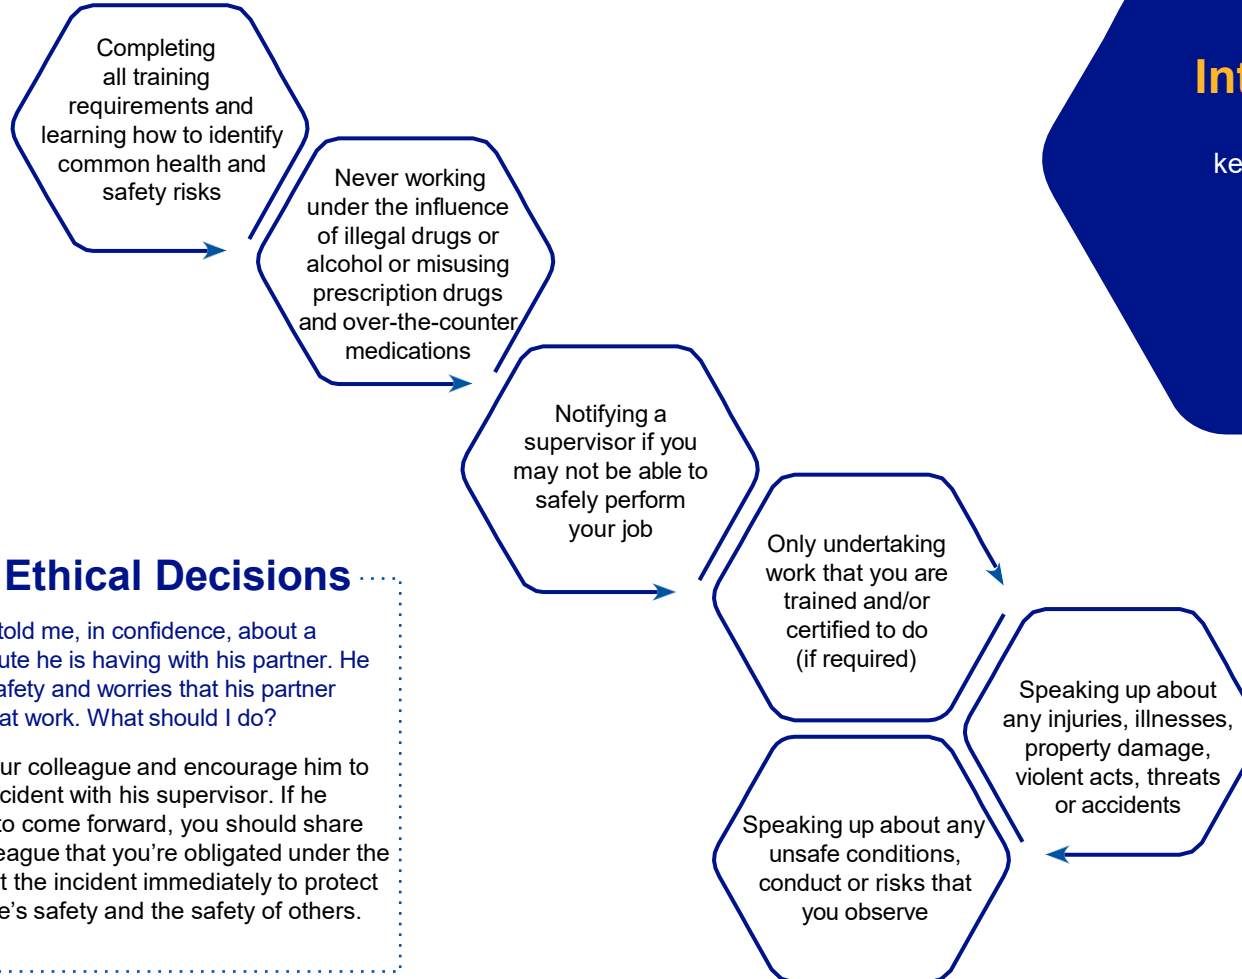 Completing
all training
requirements and
learning how to identify
common health and
safety risks
Never working
under the influence
of illegal drugs or
alcohol or misusing
prescription drugs
and over-the-counter
medications
Notifying a
supervisor if you
may not be able to
safely perform
your job
Only undertaking
work that you are
trained and/or
certified to do
(if required)
Speaking up about
any injuries, illnesses,
property damage,
violent acts, threats
or accidents
Speaking up about any
unsafe conditions,
conduct or risks that
you observe
Ethical Decisions
told me, in confidence, about a
he is having with his partner. He
and worries that his partner
at work. What should I do?
colleague and encourage him to
with his supervisor. If he
to come forward, you should share
that you're obligated under the
the incident immediately to protect
safety and the safety of others.